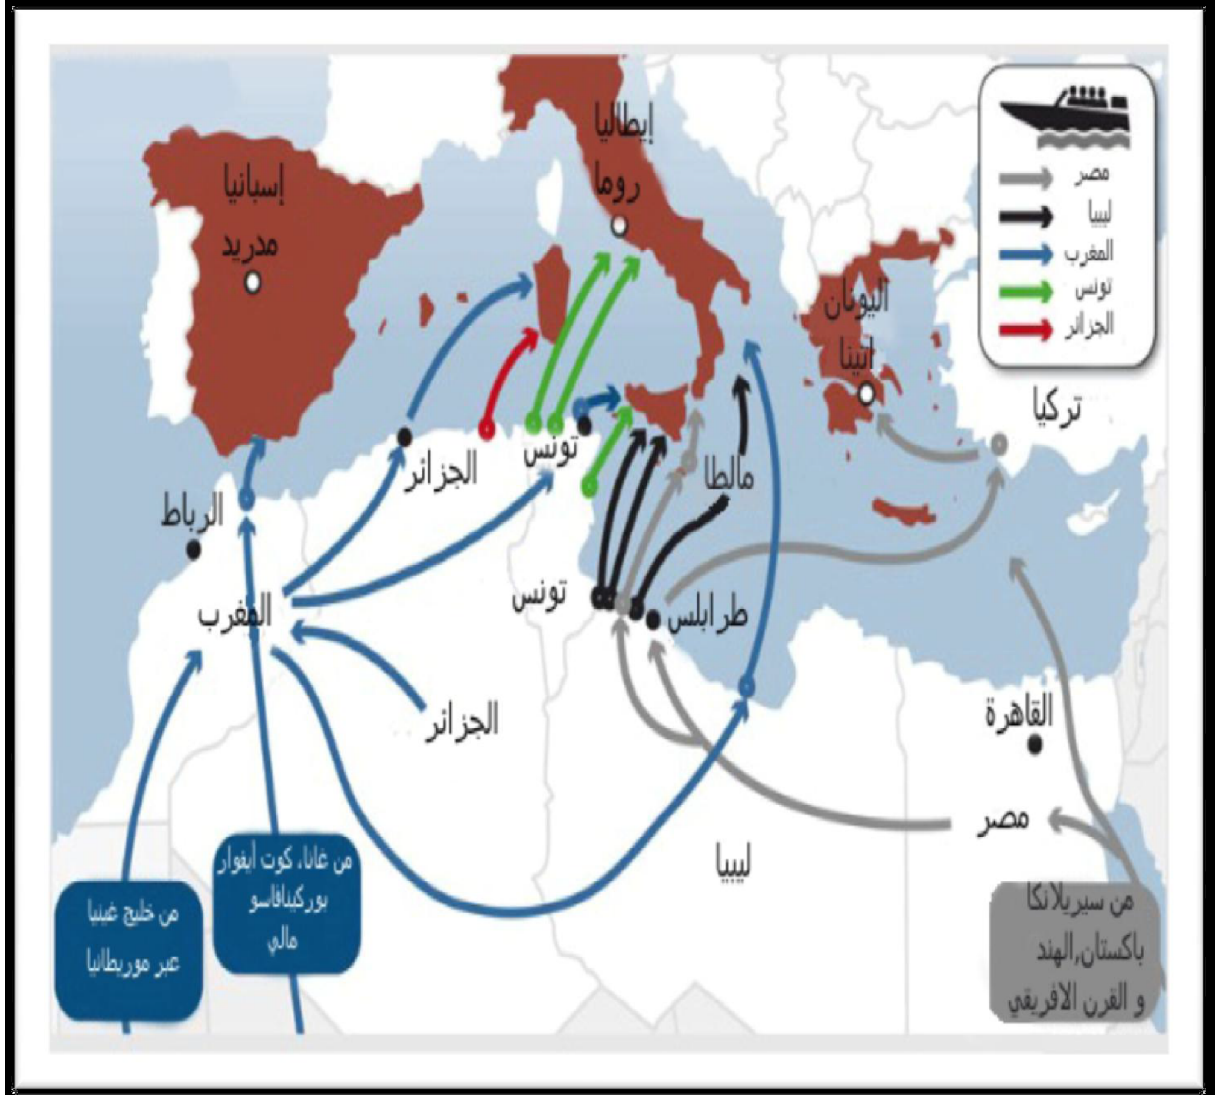 إيطاليا
روما
إسبانيا
مدريد
مصر
ليبيا
المغرب
تونس
الجزائر
اليونان
اتينا
تركيا
تونس
الجزائر
مالطا
الرباط
تونس
طرابلس
المغرب
الجزائر
القاهرة
مصر
ليبيا
من غانا، كوت أيفوار
بوركينافاسو
مالي
من خليج غينيا
عبر موريطانيا
من سيريلانكا
باكستان,الهند
و القرن الافريقي